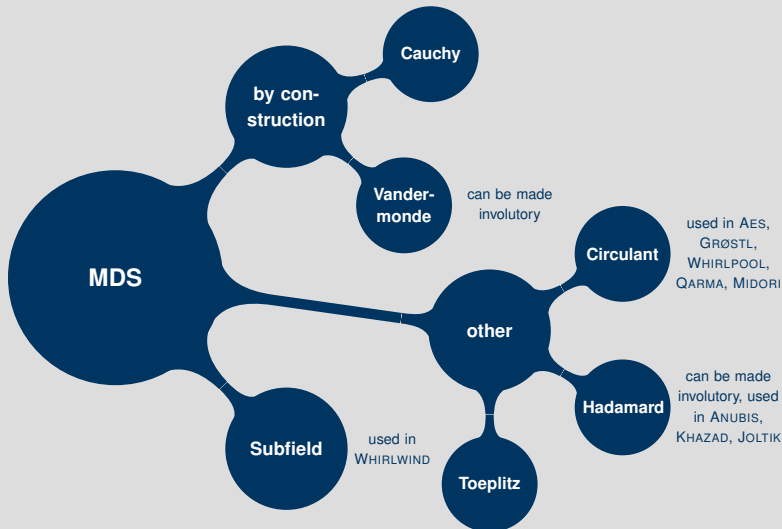 Cauchy
by con-
struction
Vander-
monde
can be made
involutory
MDS
Circulant
used in AES,
GRØSTL,
WHIRLPOOL,
QARMA, MIDORI
other
Hadamard
can be made
involutory, used
in ANUBIS,
KHAZAD, JOLTIK
Subfield
used in
WHIRLWIND
Toeplitz